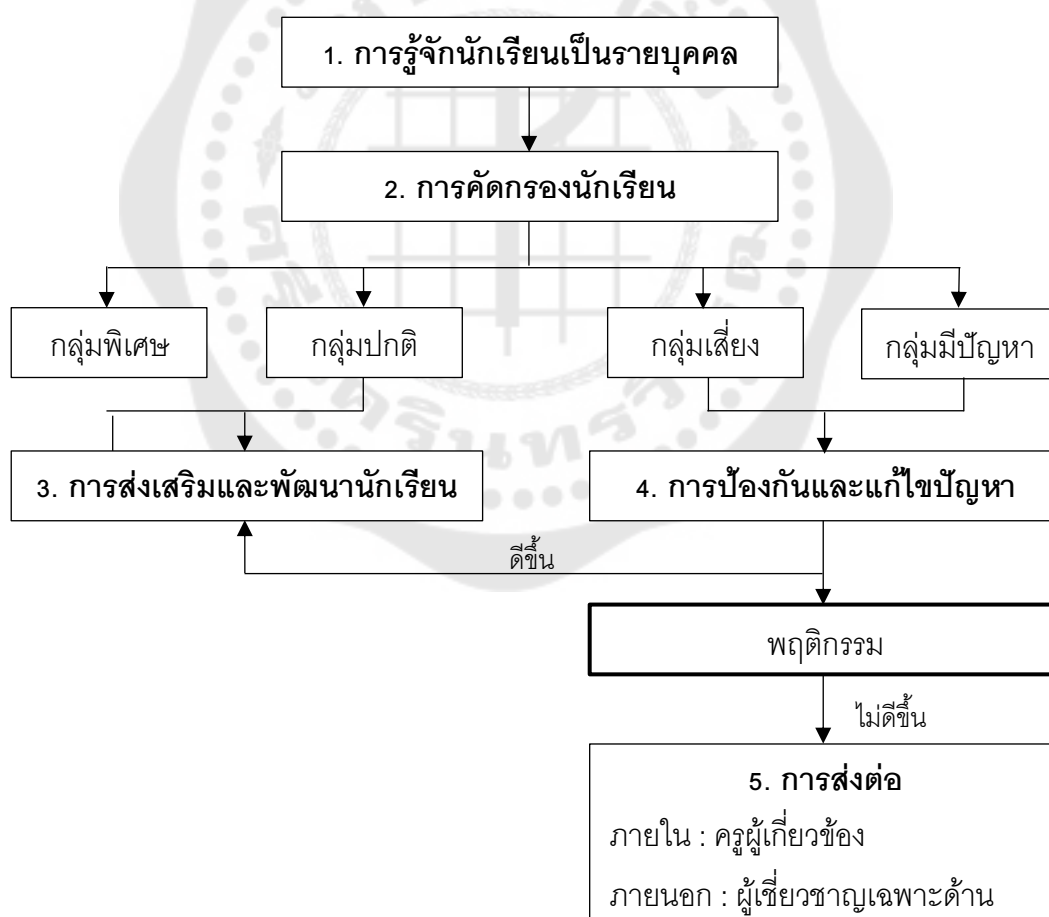 1. การรู้จักนักเรียนเป็นรายบุคคล
2. การคัดกรองนักเรียน
กลุ่มพิเศษ
กลุ่มปกติ
กลุ่มเสี่ยง
กลุ่มมีปัญหา
3. การส่งเสริมและพัฒนานักเรียน
4. การป้องกันและแก้ไขปัญหา
ดีขึ้น
พฤติกรรม
ไม่ดีขึ้น
5. การส่งต่อ
ภายใน : ครูผู้เกี่ยวข้อง
ภายนอก : ผู้เชี่ยวชาญเฉพาะด้าน